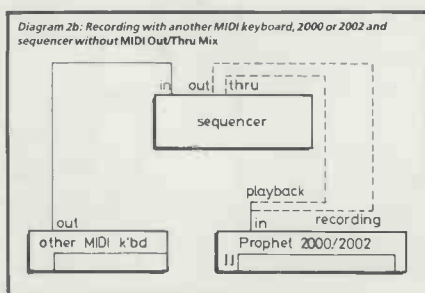 Diagram 2b: Recording with another MIDI keyboard, 2000 or 2002 and
sequencer without MIDI Out/Thru Mix
in out thru
sequencer
playback
out
in recording
other MIDI k'bd
Prophet 2000/2002